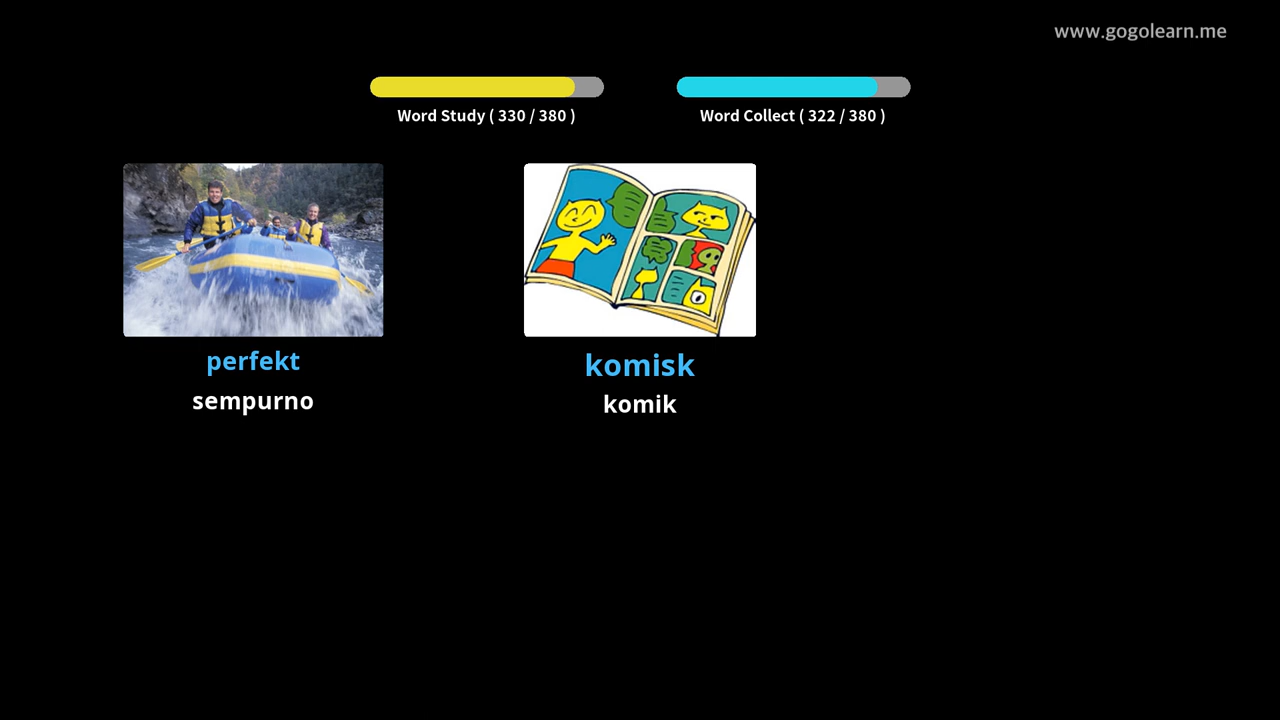 www.gogolearn.me
Word Study ( 330 / 380 )
Word Collect ( 322 / 380 )
perfekt
sempurno
komisk
komik